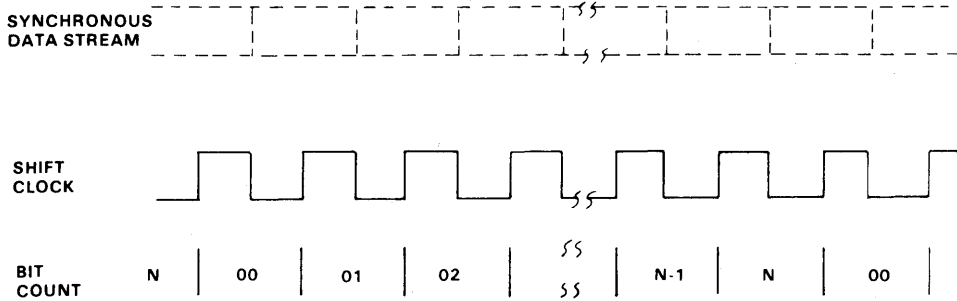 SYNCHRONOUS
DATA STREAM
SHIFT
CLOCK
BIT
COUNT
N 00 01 02 N-1 N 00